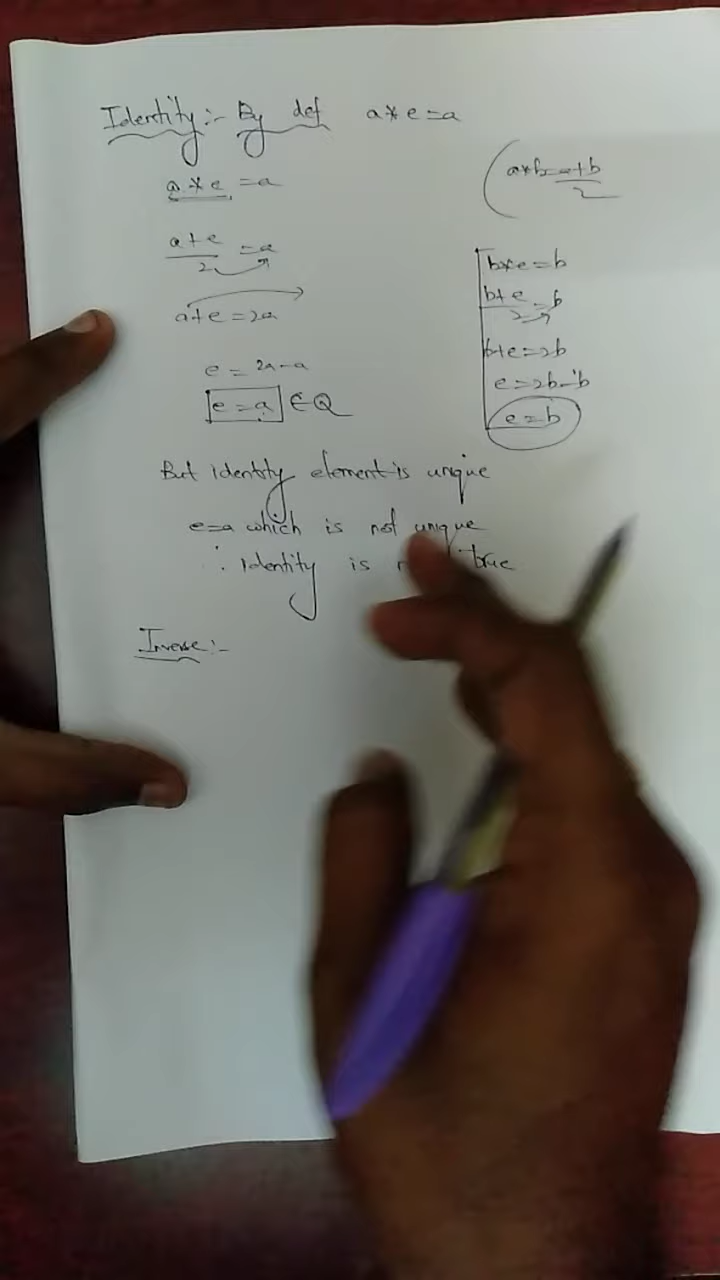 Identity:- By def a*e=a
a*e=a
a+e/2 =a
a+e=2a
e = 2a-a
e=a ∈Q
(a*b=a+b/2
b*e=b
b+e/2=b
b+e=2b
e=2b-b
e=b
But identity element is unique
e=a which is not unique
∴ Identity is true
Inverse:-